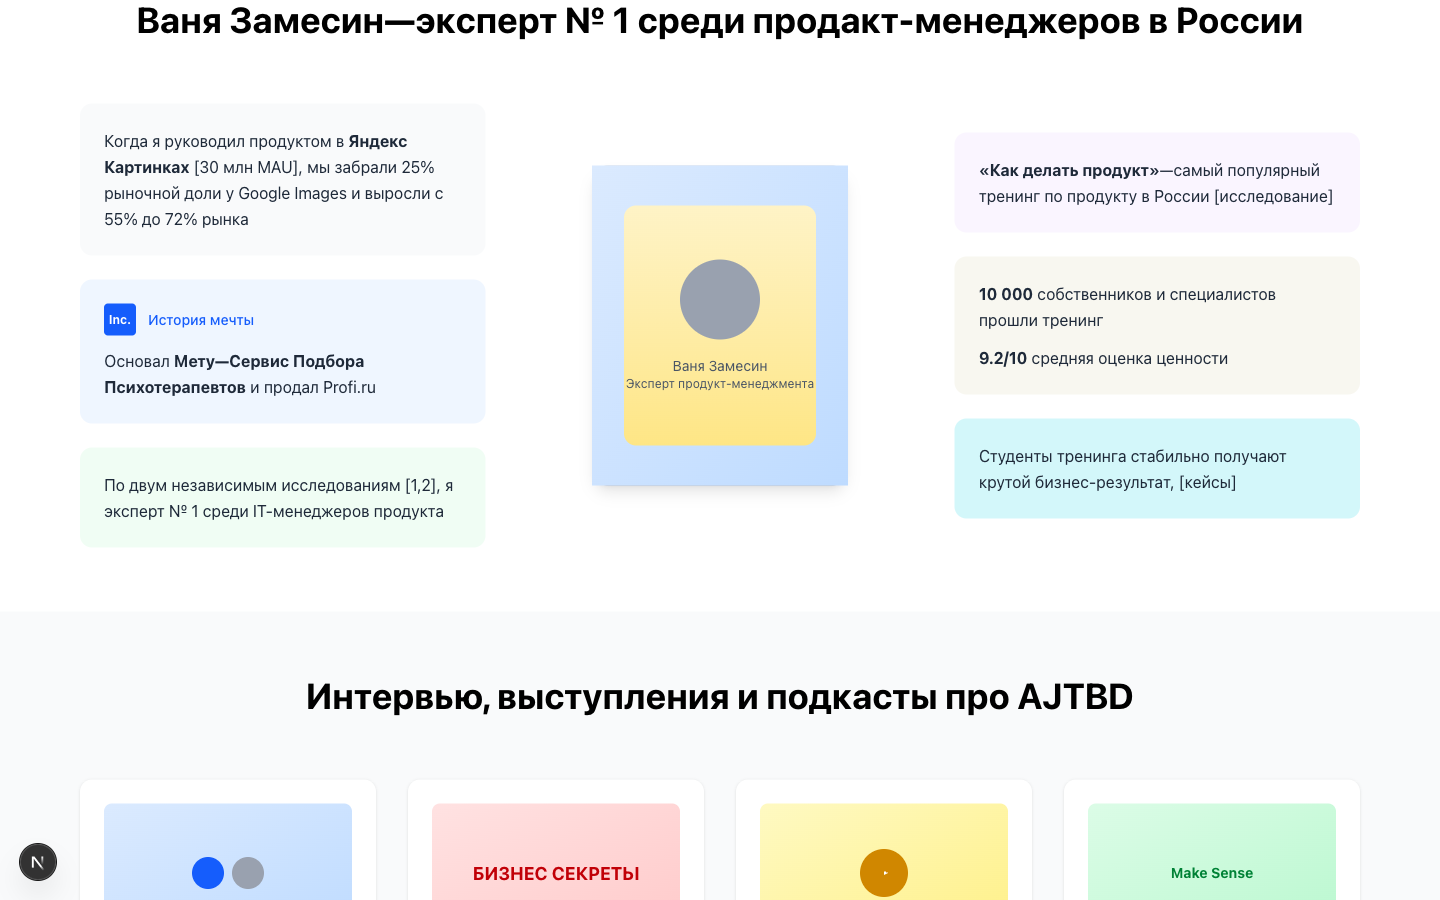 Ваня Замесин—эксперт № 1 среди продакт-менеджеров в России
Когда я руководил продуктом в Яндекс
Картинках [30 млн MAU], мы забрали 25%
рыночной доли у Google Images и выросли с
55% до 72% рынка
Inc.
История мечты
Основал Мету—Сервис Подбора
Психотерапевтов и продал Profi.ru
По двум независимым исследованиям [1,2], я
эксперт № 1 среди IT-менеджеров продукта
Ваня Замесин
Эксперт продукт-менеджмента
«Как делать продукт»—самый популярный
тренинг по продукту в России [исследование]
10 000 собственников и специалистов
прошли тренинг
9.2/10 средняя оценка ценности
Студенты тренинга стабильно получают
крутой бизнес-результат, [кейсы]
Интервью, выступления и подкасты про AJTBD
БИЗНЕС СЕКРЕТЫ
Make Sense
N